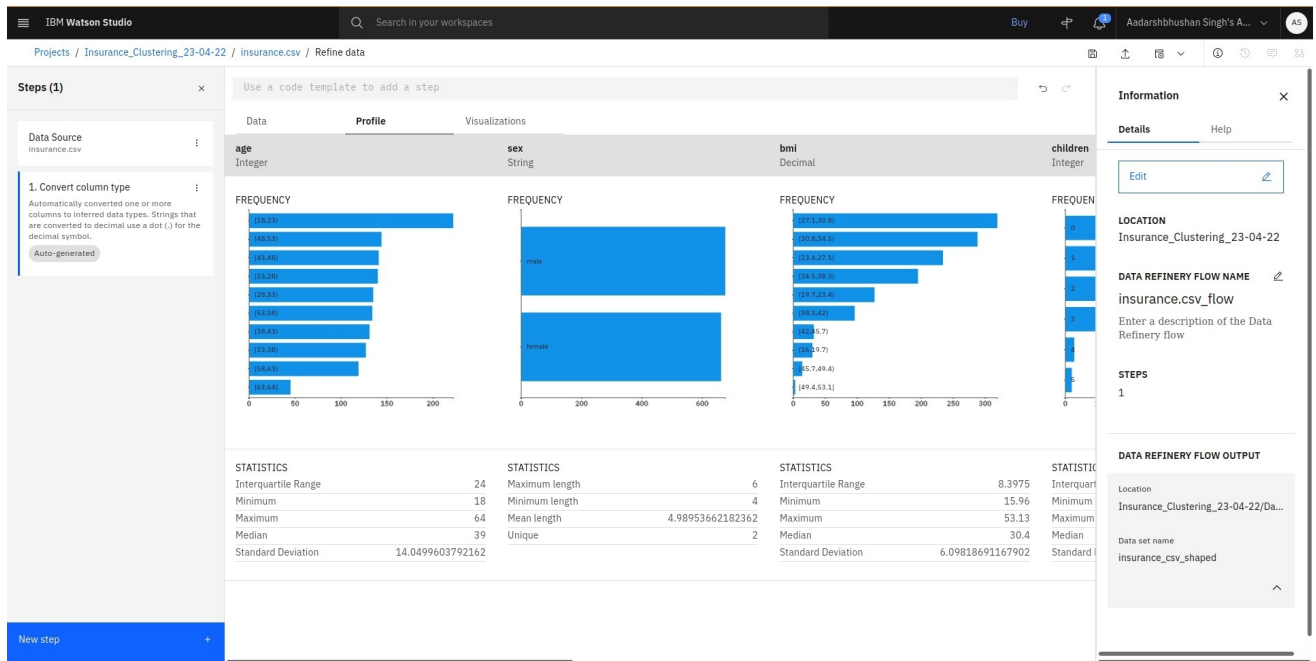 IBM Watson Studio
Search in your workspaces
Buy
1
Aadarshbhushan Singh's A...
AS
Projects / Insurance_Clustering_23-04-22 / insurance.csv / Refine data
Steps (1)
Data Source
insurance.csv
1. Convert column type
Automatically converted one or more
columns to inferred data types. Strings that
are converted to decimal use a dot (.) for the
decimal symbol.
Auto-generated
New step +
Use a code template to add a step
Data Profile Visualizations
age
Integer
FREQUENCY
[18,23)
[48,53)
[43,48)
[23,28)
[28,33)
[53,58)
[38,43)
[33,38)
[58,63)
[63,64]
0 50 100 150 200
STATISTICS
Interquartile Range 24
Minimum 18
Maximum 64
Median 39
Standard Deviation 14.0499603792162
sex
String
FREQUENCY
male
female
0 200 400 600
STATISTICS
Maximum length 6
Minimum length 4
Mean length 4.98953662182362
Unique 2
bmi
Decimal
FREQUENCY
[27.1,30.8)
[30.8,34.5)
[23.4,27.1)
[34.5,38.3)
[19.7,23.4)
[38.3,42)
[42,45.7)
[16,19.7)
[45.7,49.4)
[49.4,53.1]
0 50 100 150 200 250 300
STATISTICS
Interquartile Range 8.3975
Minimum 15.96
Maximum 53.13
Median 30.4
Standard Deviation 6.09818691167902
children
Integer
FREQUEN
0
1
2
3
4
5
0
STATISTIC
Interquart
Minimum
Maximum
Median
Standard
Information
Details Help
Edit
LOCATION
Insurance_Clustering_23-04-22
DATA REFINERY FLOW NAME
insurance.csv_flow
Enter a description of the Data
Refinery flow
STEPS
1
DATA REFINERY FLOW OUTPUT
Location
Insurance_Clustering_23-04-22/Da...
Data set name
insurance_csv_shaped